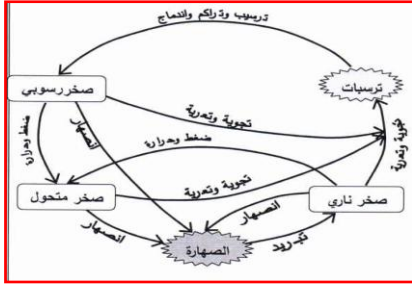 ترسيب وتراكم واندماج
ترسبات
صخر رسوبي
تجوية وتعرية
تجوية وتعرية
انصهار
ضغط وحرارة
ضغط وحرارة
تجوية وتعرية
صخر متحول
صخر ناري
انصهار
انصهار
تبريد
الصهارة